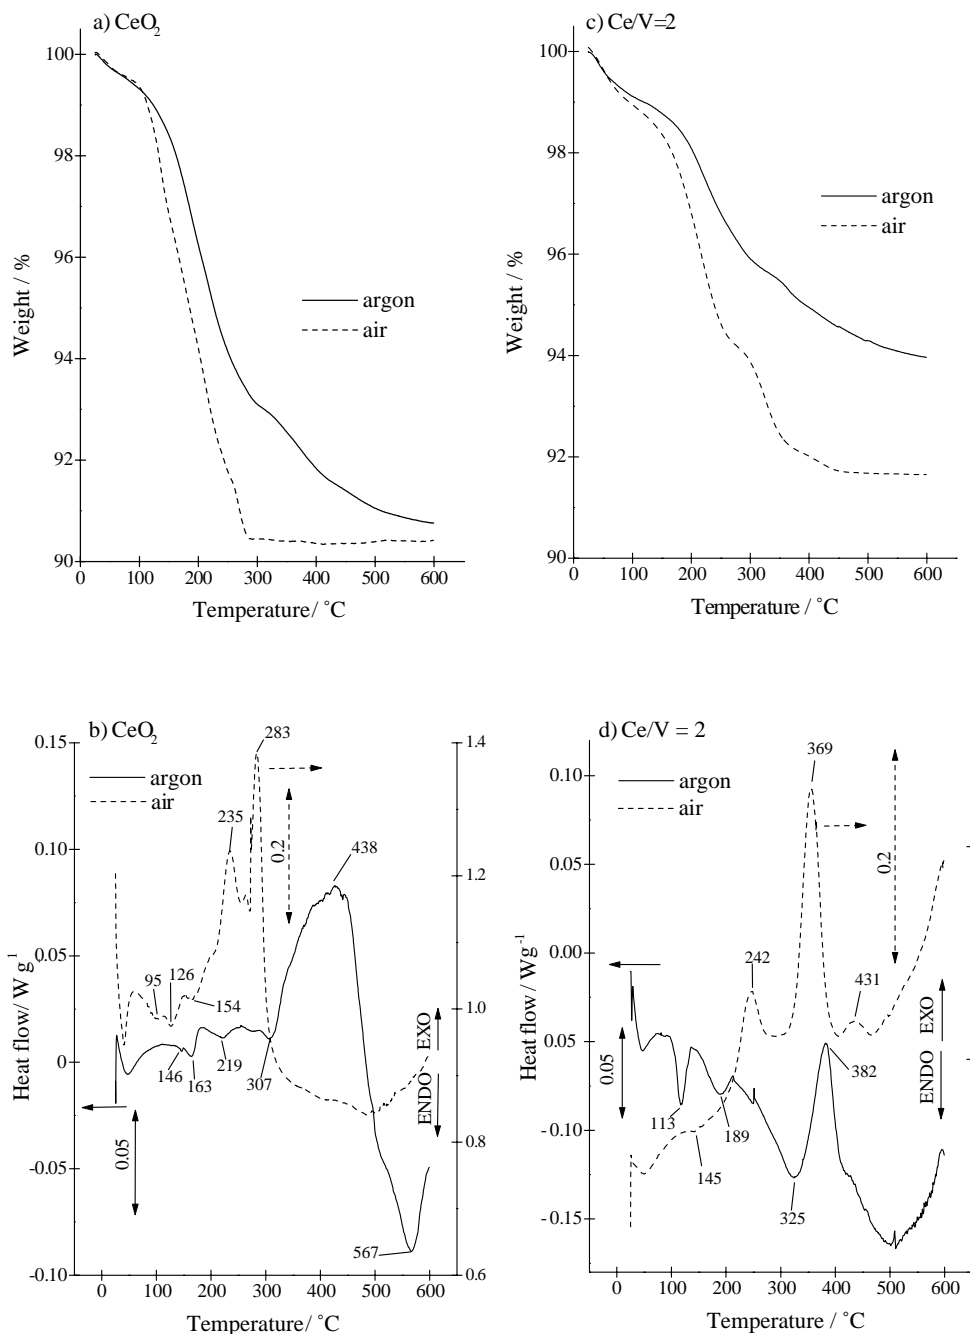 a) CeO2
100
98
96
94
92
90
Weight / %
argon
air
0 100 200 300 400 500 600
Temperature / ˚C
c) Ce/V=2
100
98
96
94
92
90
Weight / %
argon
air
0 100 200 300 400 500 600
Temperature / ˚C
b) CeO2
0.15
0.10
0.05
0
-0.05
-0.10
Heat flow / W g-1
argon
air
283
235
438
95
126
154
146
163
219
307
567
0.2
0.05
1.4
1.2
1.0
0.8
0.6
EXO
ENDO
0 100 200 300 400 500 600
Temperature / ˚C
d) Ce/V = 2
0.10
0.05
0.00
0.05
-0.10
-0.15
Heat flow / Wg-1
argon
air
369
242
431
382
113
189
145
325
0.2
0.05
EXO
ENDO
0 100 200 300 400 500 600
Temperature / ˚C